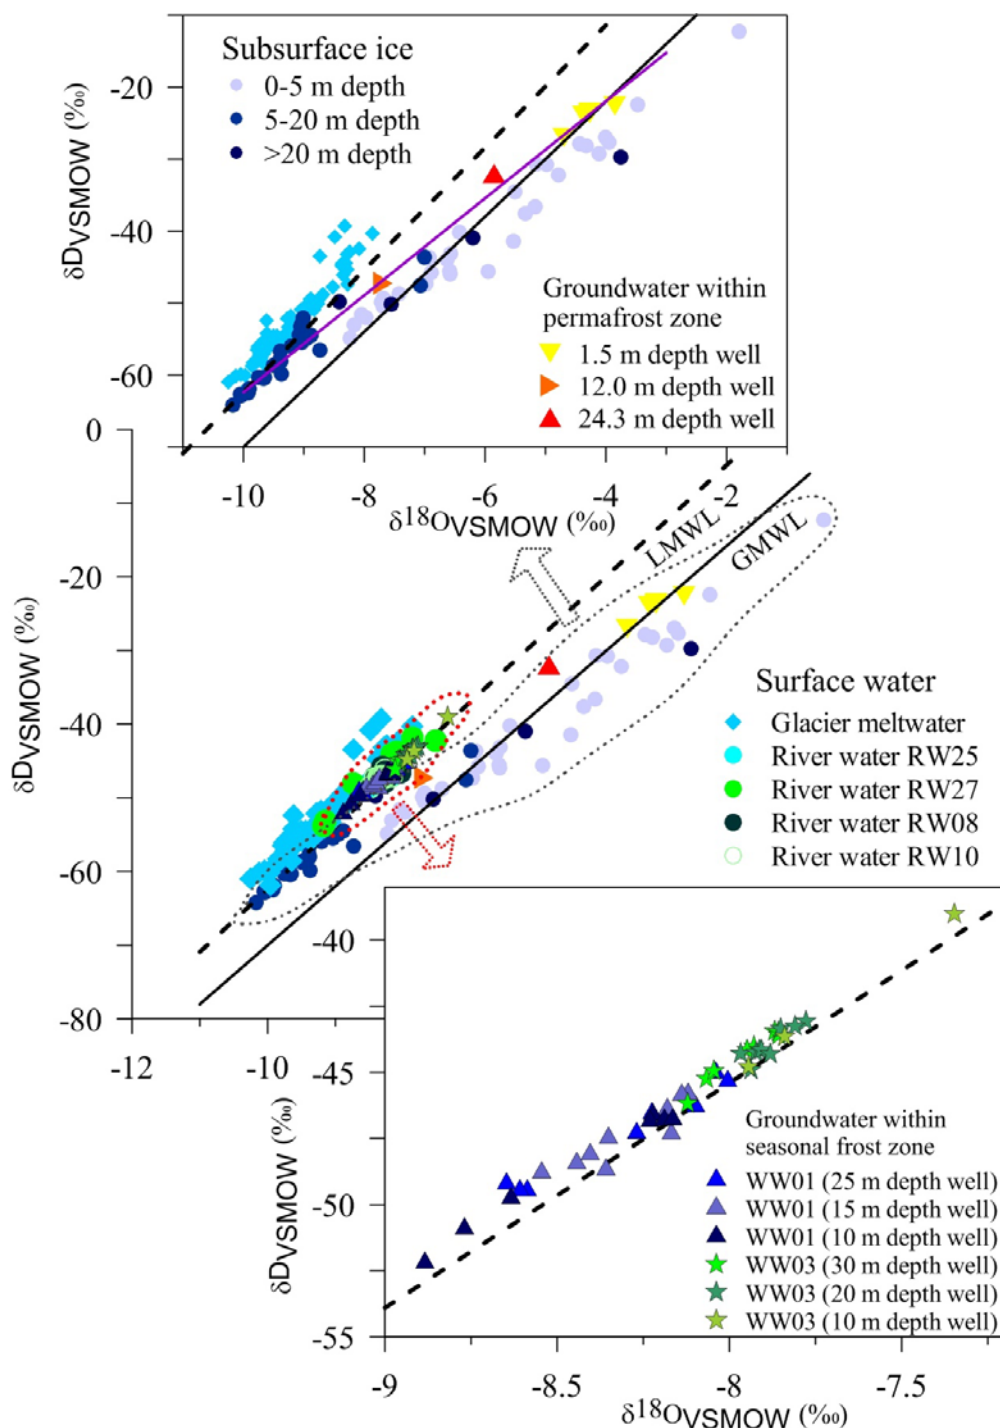 Subsurface ice
0-5 m depth
5-20 m depth
>20 m depth
δDVSMOW (‰)
-20
-40
-60
Groundwater within
permafrost zone
1.5 m depth well
12.0 m depth well
24.3 m depth well
-10
-8
-6
-4
-2
δ18OVSMOW (‰)
0
-20
-40
-60
-80
δDVSMOW (‰)
LMWL
GMWL
Surface water
Glacier meltwater
River water RW25
River water RW27
River water RW08
River water RW10
-12
-10
-40
-45
-50
-55
δDVSMOW (‰)
Groundwater within
seasonal frost zone
WW01 (25 m depth well)
WW01 (15 m depth well)
WW01 (10 m depth well)
WW03 (30 m depth well)
WW03 (20 m depth well)
WW03 (10 m depth well)
-9
-8.5
-8
-7.5
δ18OVSMOW (‰)